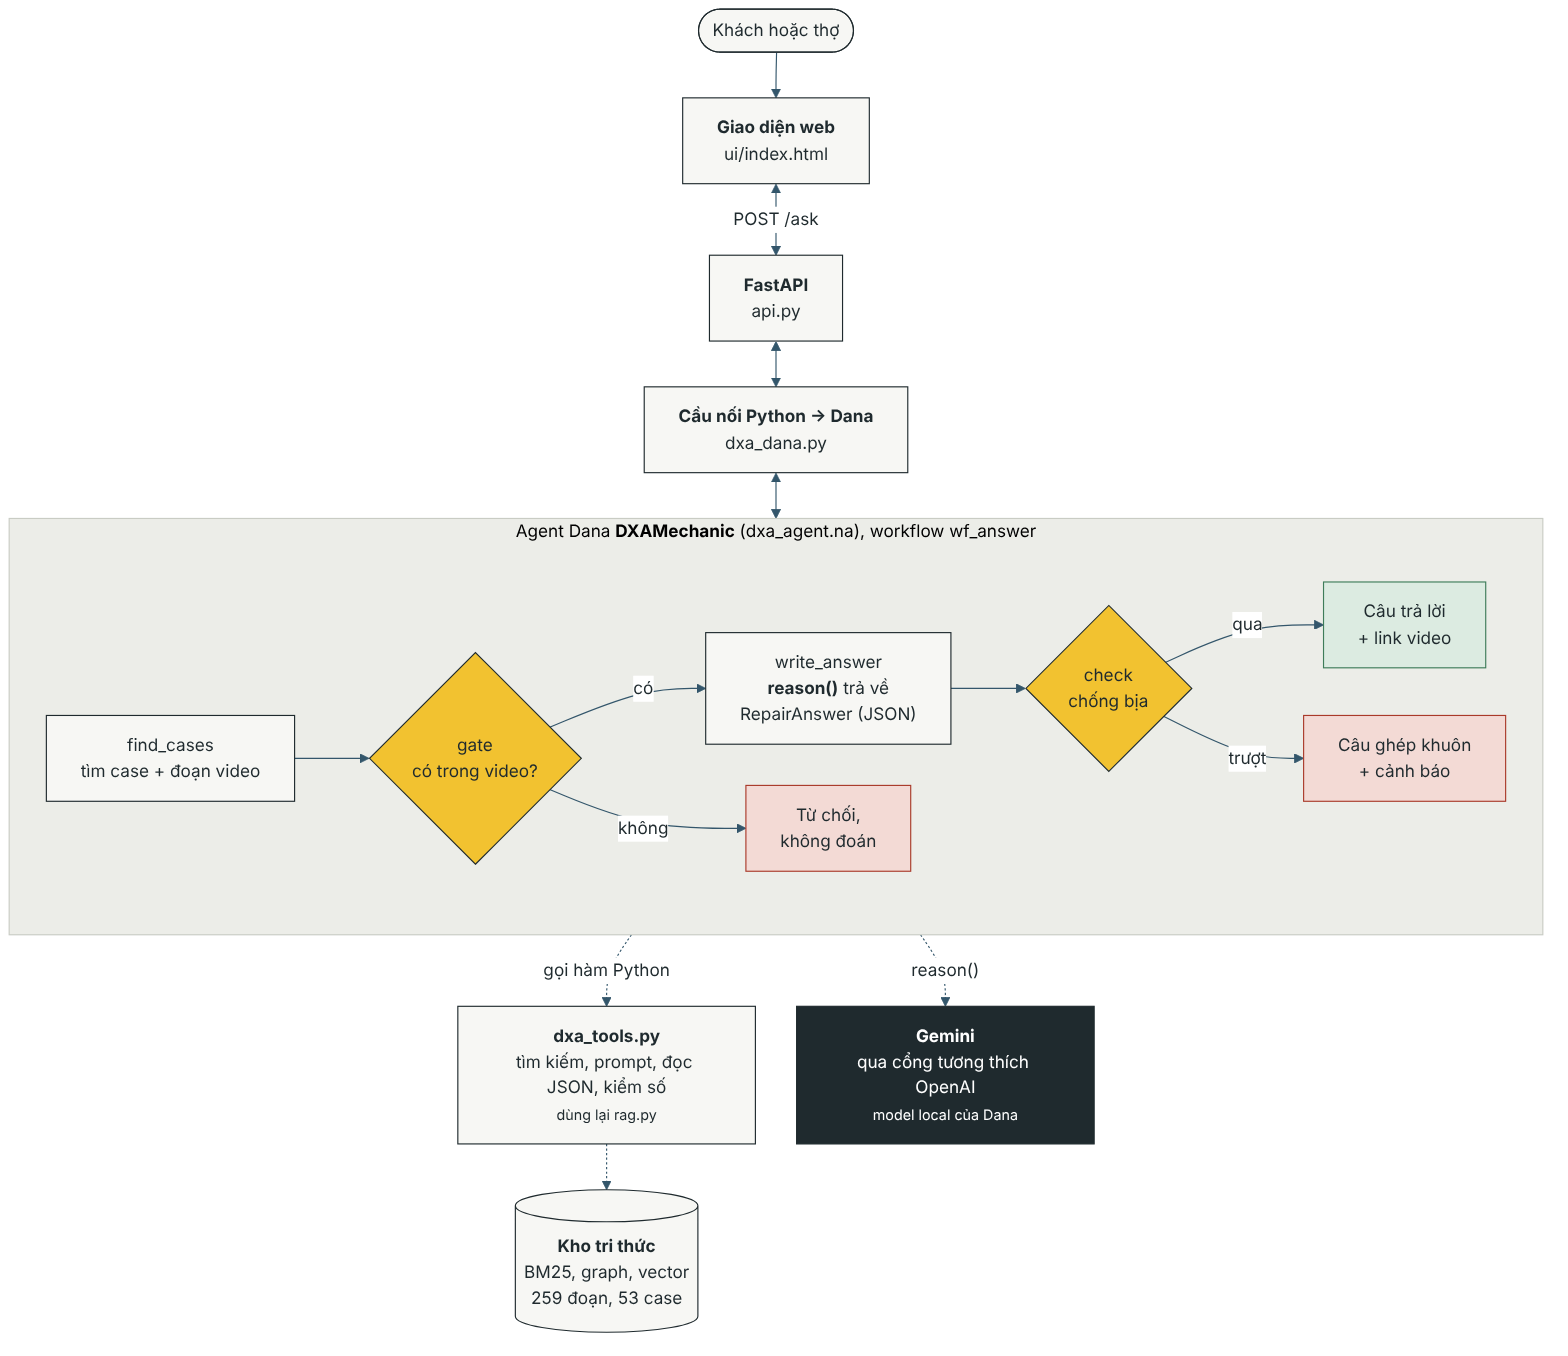 Khách hoặc thợ
Giao diện web
ui/index.html
POST /ask
FastAPI
api.py
Cầu nối Python → Dana
dxa_dana.py
Agent Dana DXAMechanic (dxa_agent.na), workflow wf_answer
find_cases
tìm case + đoạn video
gate
có trong video?
có
không
write_answer
reason() trả về
RepairAnswer (JSON)
Từ chối,
không đoán
check
chống bịa
qua
trượt
Câu trả lời
+ link video
Câu ghép khuôn
+ cảnh báo
gọi hàm Python
reason()
dxa_tools.py
tìm kiếm, prompt, đọc
JSON, kiểm số
dùng lại rag.py
Gemini
qua cổng tương thích
OpenAI
model local của Dana
Kho tri thức
BM25, graph, vector
259 đoạn, 53 case